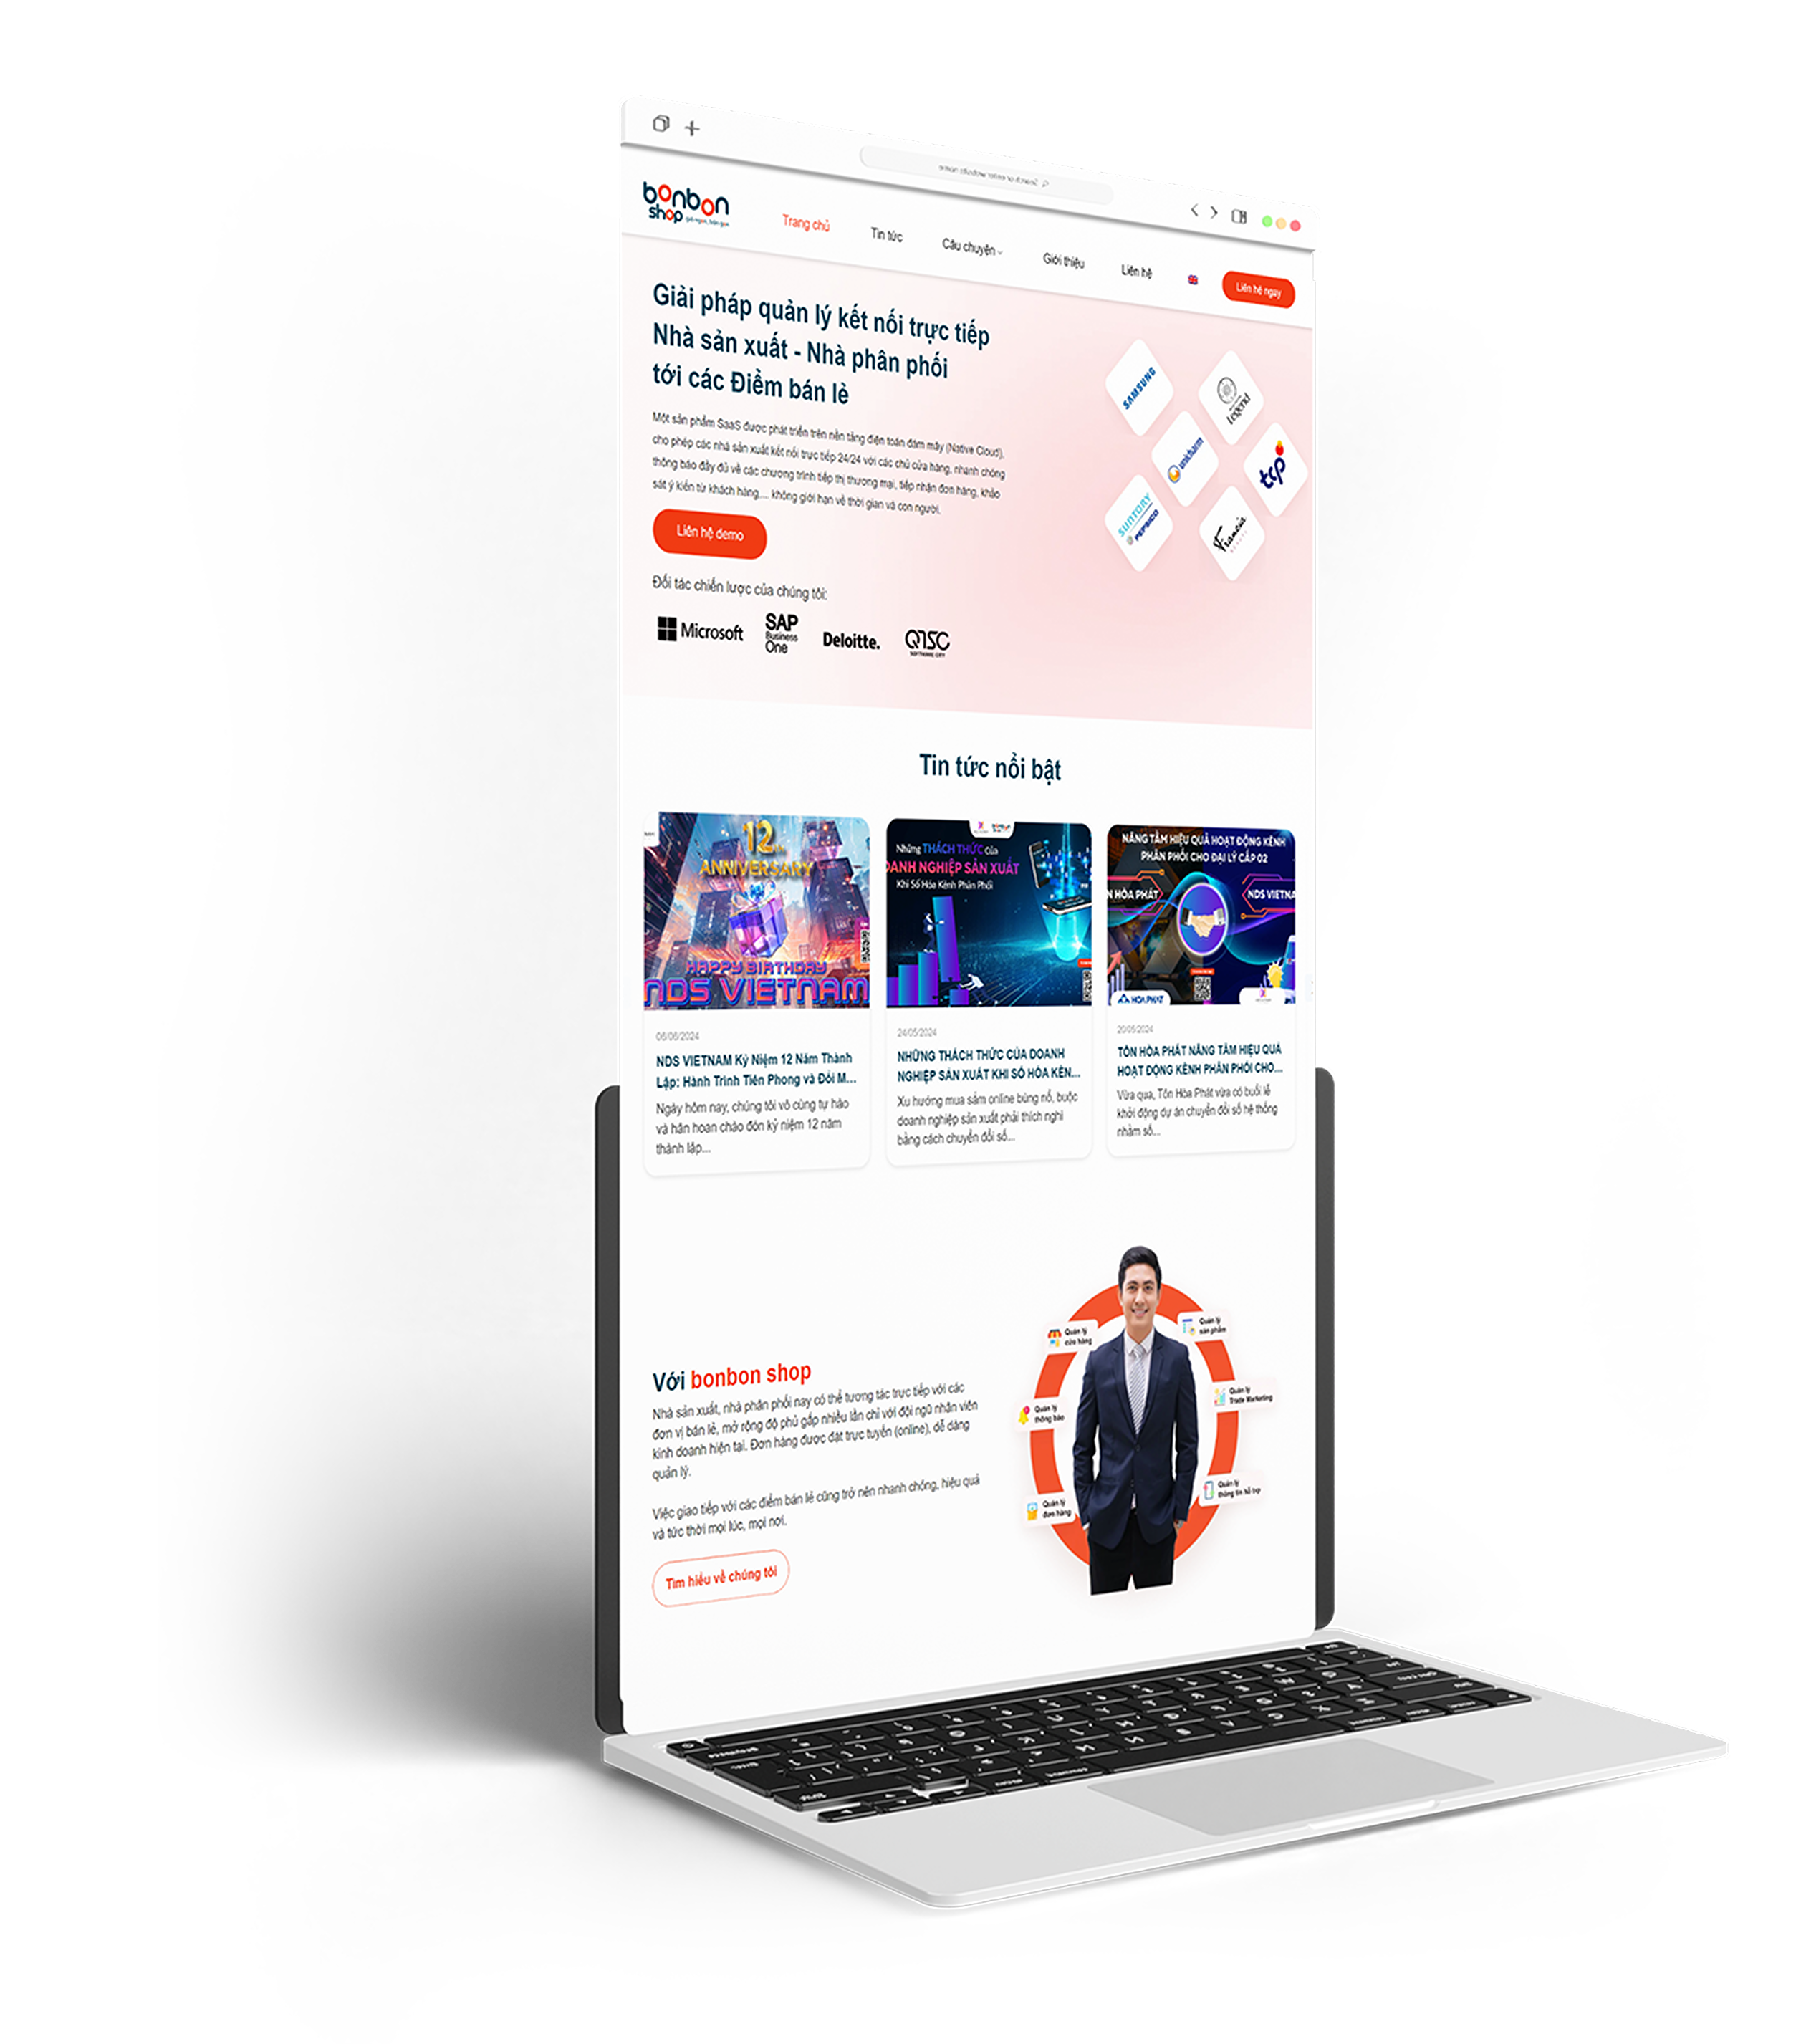 bonbon
shop
Trang chủ
Tin tức
Câu chuyện
Giới thiệu
Liên hệ
Liên hệ ngay
Giải pháp quản lý kết nối trực tiếp
Nhà sản xuất - Nhà phân phối
tới các Điểm bán lẻ
Một sản phẩm SaaS được phát triển trên nền tảng điện toán đám mây (Native Cloud),
cho phép các nhà sản xuất kết nối trực tiếp 24/24 với các chủ cửa hàng, nhanh chóng
thông báo đầy đủ về các chương trình tiếp thị thương mại, tiếp nhận đơn hàng, khảo
sát ý kiến từ khách hàng.... không giới hạn về thời gian và con người.
Liên hệ demo
SAMSUNG
Legend
unicharm
tcp
SUNTORY
PEPSICO
Francia
BEAUTY
Đối tác chiến lược của chúng tôi:
Microsoft
SAP
Business
One
Deloitte.
QTSC
SOFTWARE CITY
Tin tức nổi bật
12
ANNIVERSARY
HAPPY BIRTHDAY
NDS VIETNAM
06/06/2024
NDS VIETNAM Kỷ Niệm 12 Năm Thành
Lập: Hành Trình Tiên Phong và Đổi M...
Ngày hôm nay, chúng tôi vô cùng tự hào
và hân hoan chào đón kỷ niệm 12 năm
thành lập...
Những THÁCH THỨC Của
OANH NGHIỆP SẢN XUẤT
Khi Số Hóa Kênh Phân Phối
24/05/2024
NHỮNG THÁCH THỨC CỦA DOANH
NGHIỆP SẢN XUẤT KHI SỐ HÓA KÊN...
Xu hướng mua sắm online bùng nổ, buộc
doanh nghiệp sản xuất phải thích nghi
bằng cách chuyển đổi số...
NÂNG TẦM HIỆU QUẢ HOẠT ĐỘNG KÊNH
PHÂN PHỐI CHO ĐẠI LÝ CẤP 02
N HÒA PHÁT
NDS VIETNA
HOA PHAT
20/05/2024
TÔN HÒA PHÁT NÂNG TẦM HIỆU QUẢ
HOẠT ĐỘNG KÊNH PHÂN PHỐI CHO...
Vừa qua, Tôn Hòa Phát vừa có buổi lễ
khởi động dự án chuyển đổi số hệ thống
nhằm số...
Với bonbon shop
Nhà sản xuất, nhà phân phối nay có thể tương tác trực tiếp với các
đơn vị bán lẻ, mở rộng độ phủ gấp nhiều lần chỉ với đội ngũ nhân viên
kinh doanh hiện tại. Đơn hàng được đặt trực tuyến (online), dễ dàng
quản lý.
Việc giao tiếp với các điểm bán lẻ cũng trở nên nhanh chóng, hiệu quả
và tức thời mọi lúc, mọi nơi.
Tìm hiểu về chúng tôi
Quản lý
cửa hàng
Quản lý
sản phẩm
Quản lý
thông báo
Quản lý
Trade Marketing
Quản lý
đơn hàng
Quản lý
thông tin hỗ trợ